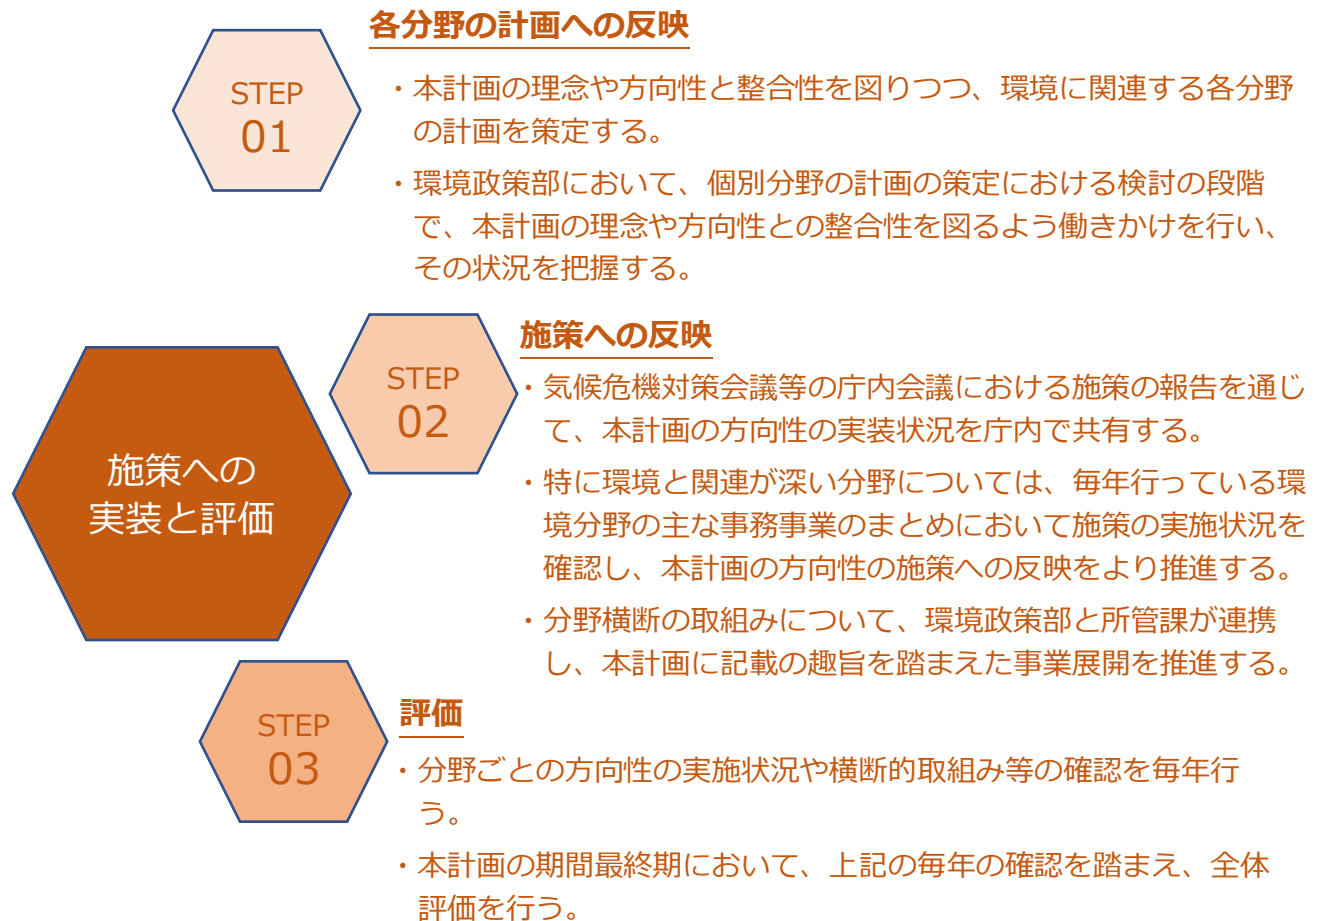 各分野の計画への反映
STEP
01
・本計画の理念や方向性と整合性を図りつつ、環境に関連する各分野
の計画を策定する。
・環境政策部において、個別分野の計画の策定における検討の段階
で、本計画の理念や方向性との整合性を図るよう働きかけを行い、
その状況を把握する。
施策への
実装と評価
STEP
02
施策への反映
・気候危機対策会議等の庁内会議における施策の報告を通じ
て、本計画の方向性の実装状況を庁内で共有する。
・特に環境と関連が深い分野については、毎年行っている環
境分野の主な事務事業のまとめにおいて施策の実施状況を
確認し、本計画の方向性の施策への反映をより推進する。
・分野横断の取組みについて、環境政策部と所管課が連携
し、本計画に記載の趣旨を踏まえた事業展開を推進する。
STEP
03
評価
・分野ごとの方向性の実施状況や横断的取組み等の確認を毎年行
う。
・本計画の期間最終期において、上記の毎年の確認を踏まえ、全体
評価を行う。